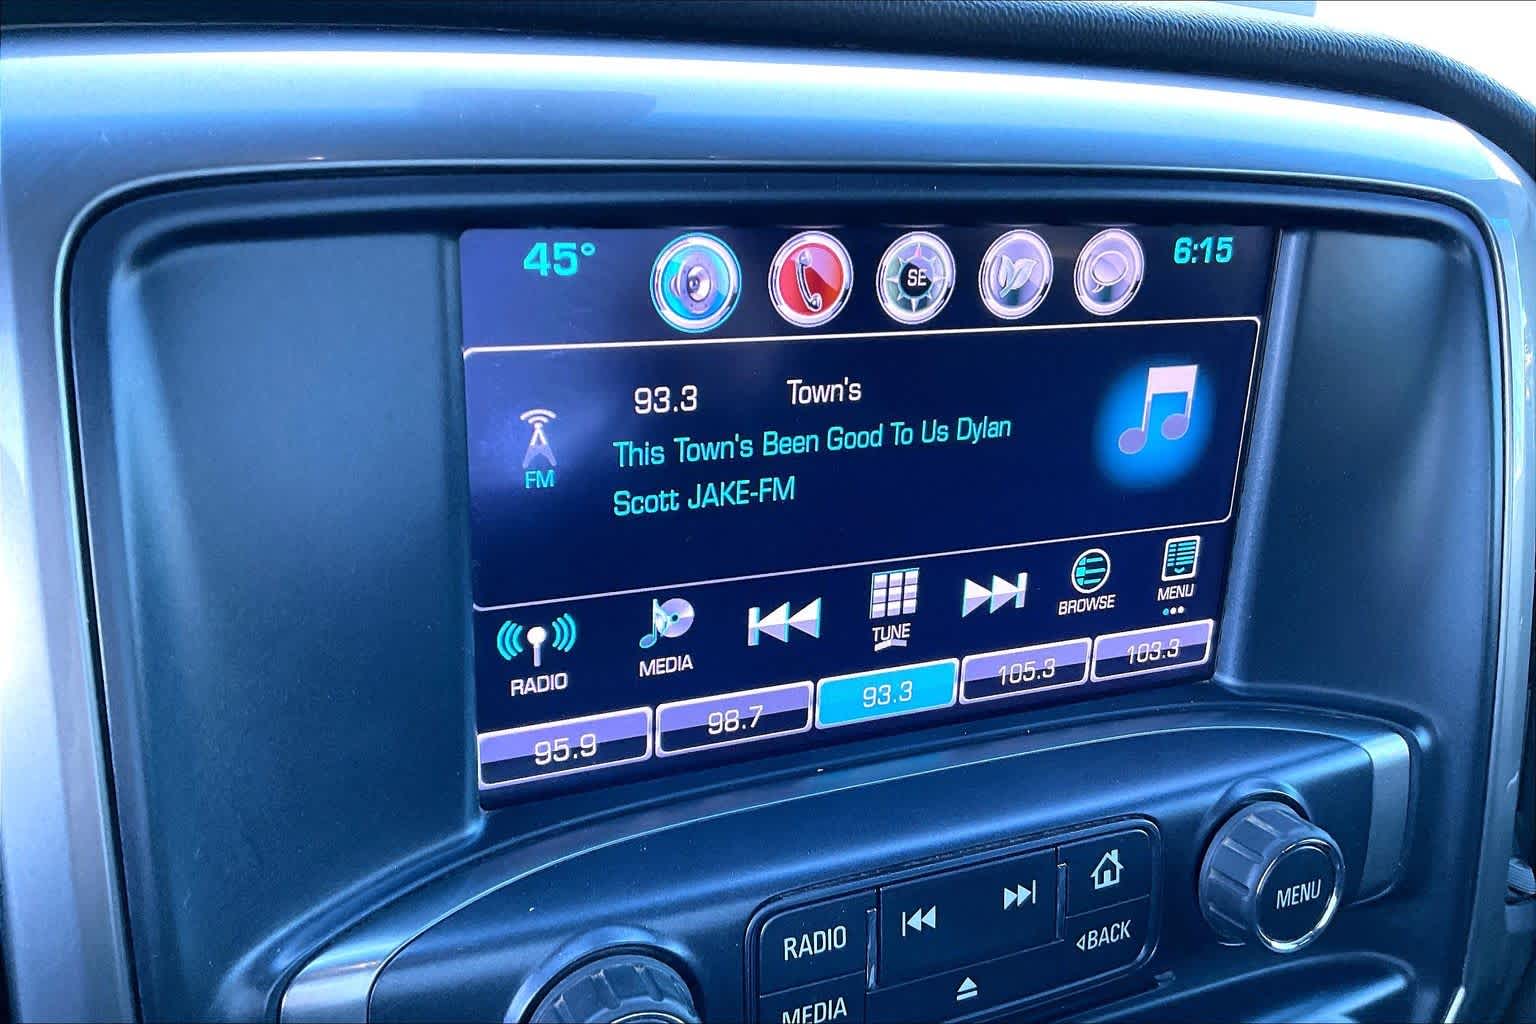 45°
SE
6:15
93.3
Town's
This Town's Been Good To Us Dylan
Scott JAKE-FM
FM
RADIO
MEDIA
TUNE
BROWSE
MENU
95.9
98.7
93.3
105.3
103.3
RADIO
BACK
MENU
MEDIA